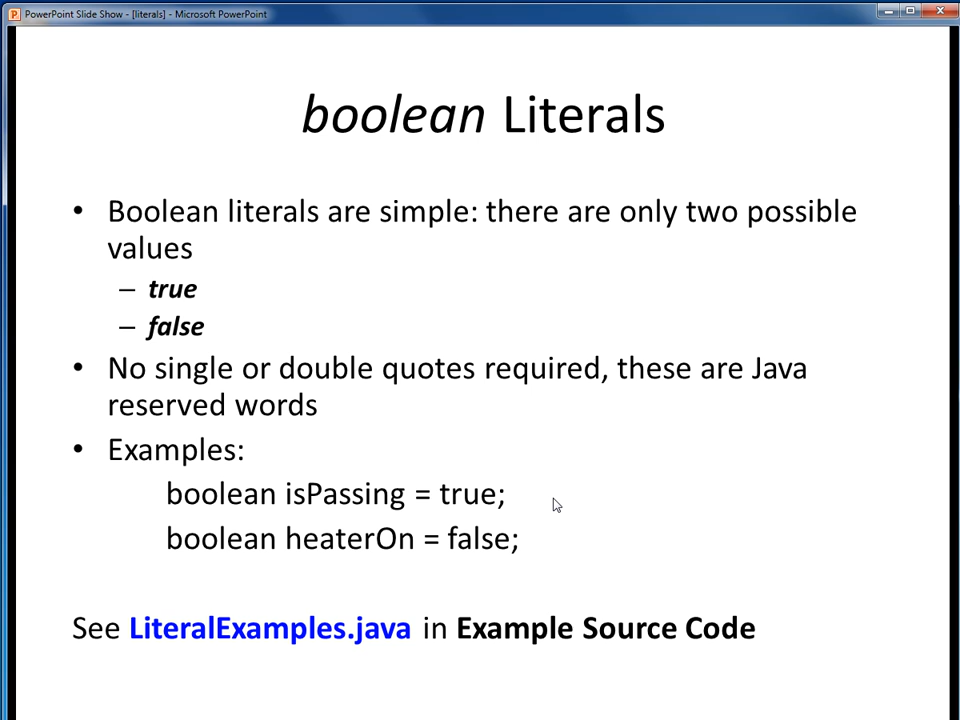 PowerPoint Slide Show - [literals] - Microsoft PowerPoint
boolean Literals
• Boolean literals are simple: there are only two possible
values
– true
– false
• No single or double quotes required, these are Java
reserved words
• Examples:
boolean isPassing = true;
boolean heaterOn = false;
See LiteralExamples.java in Example Source Code